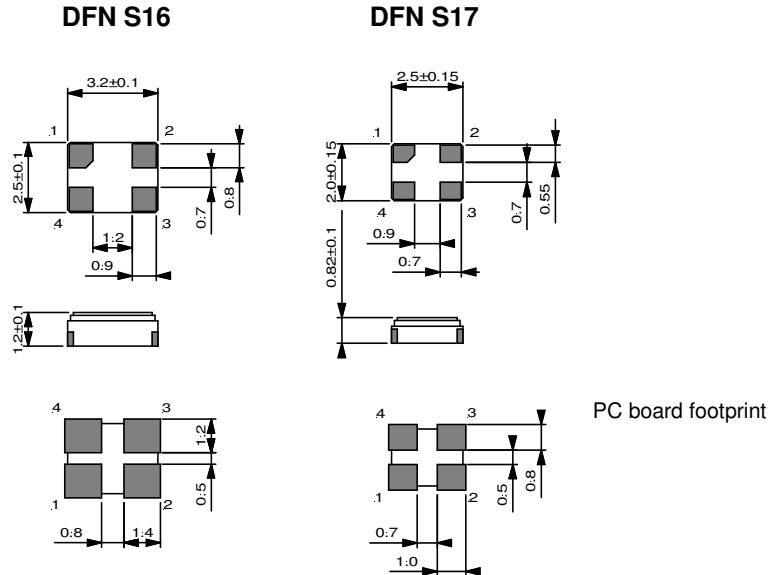 DFN S16 DFN S17
3.2±0.1 2.5±0.15
.1 .2 .1 .2
2.5±0.1 0:7 0:8 2.0±0.15 0:7 0.55
.4 .3 .4 .3
1:2 0:9
0:9 0:7
1.2±0.1 0.82±0.1
.4 .3 .4 .3
PC board footprint
1:2 0:5 0:5 0:8
.1 .2 .1 .2
0:8 1:4 0:7
1:0